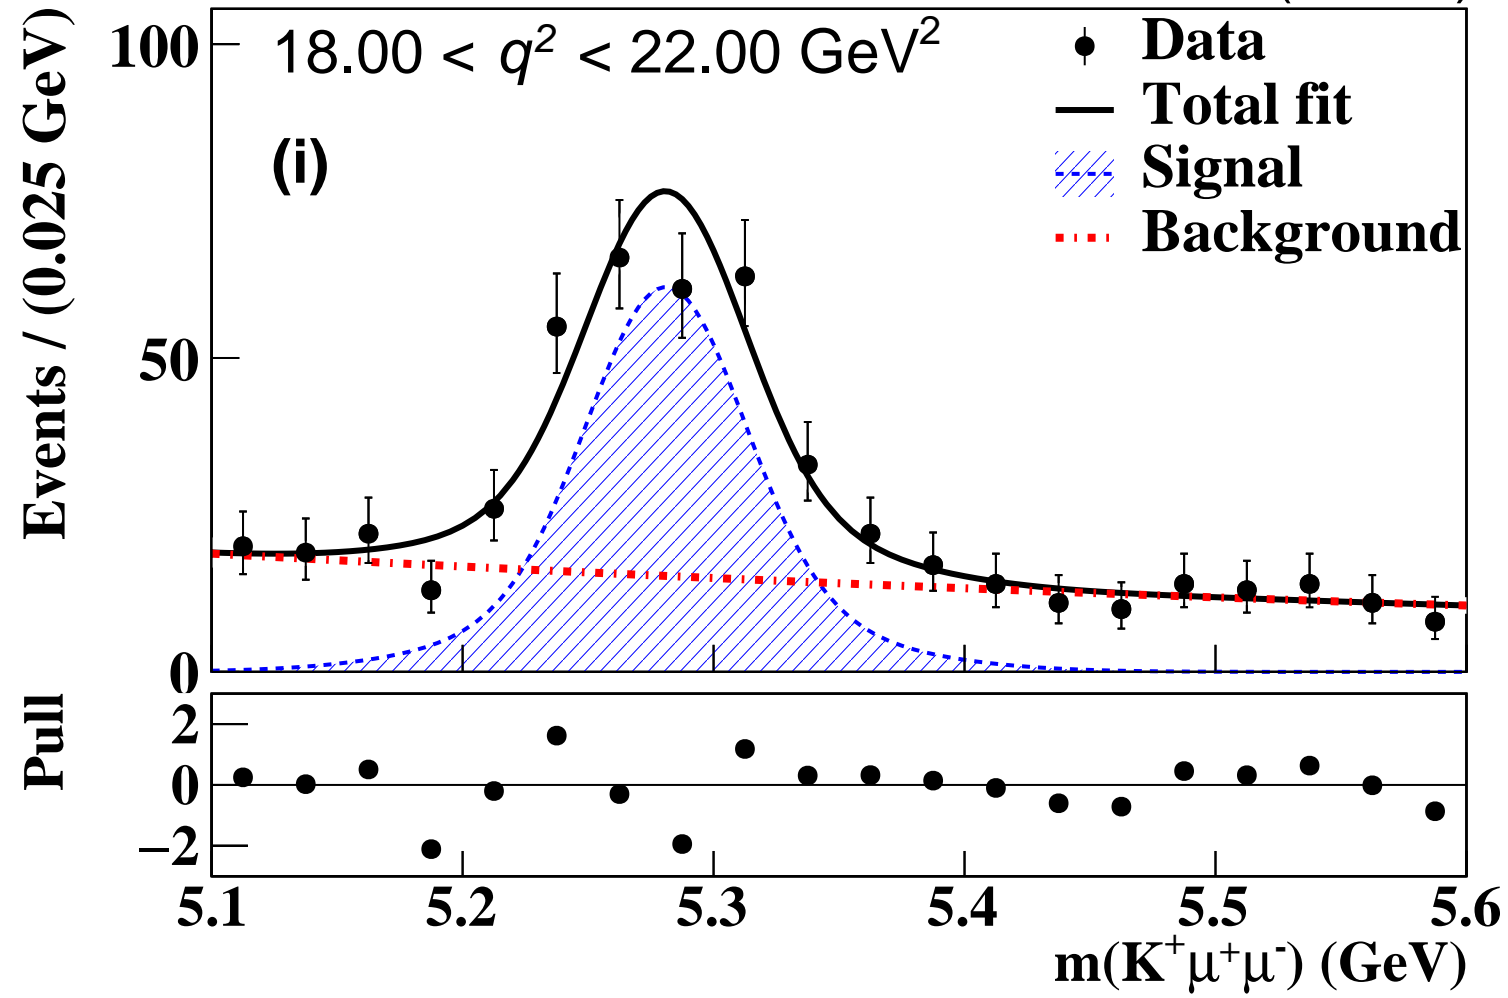 18.00 < q² < 22.00 GeV²
(i)
Data
Total fit
Signal
Background
Events / (0.025 GeV)
100
50
0
Pull
2
0
−2
5.1 5.2 5.3 5.4 5.5 5.6
m(K⁺μ⁺μ⁻) (GeV)